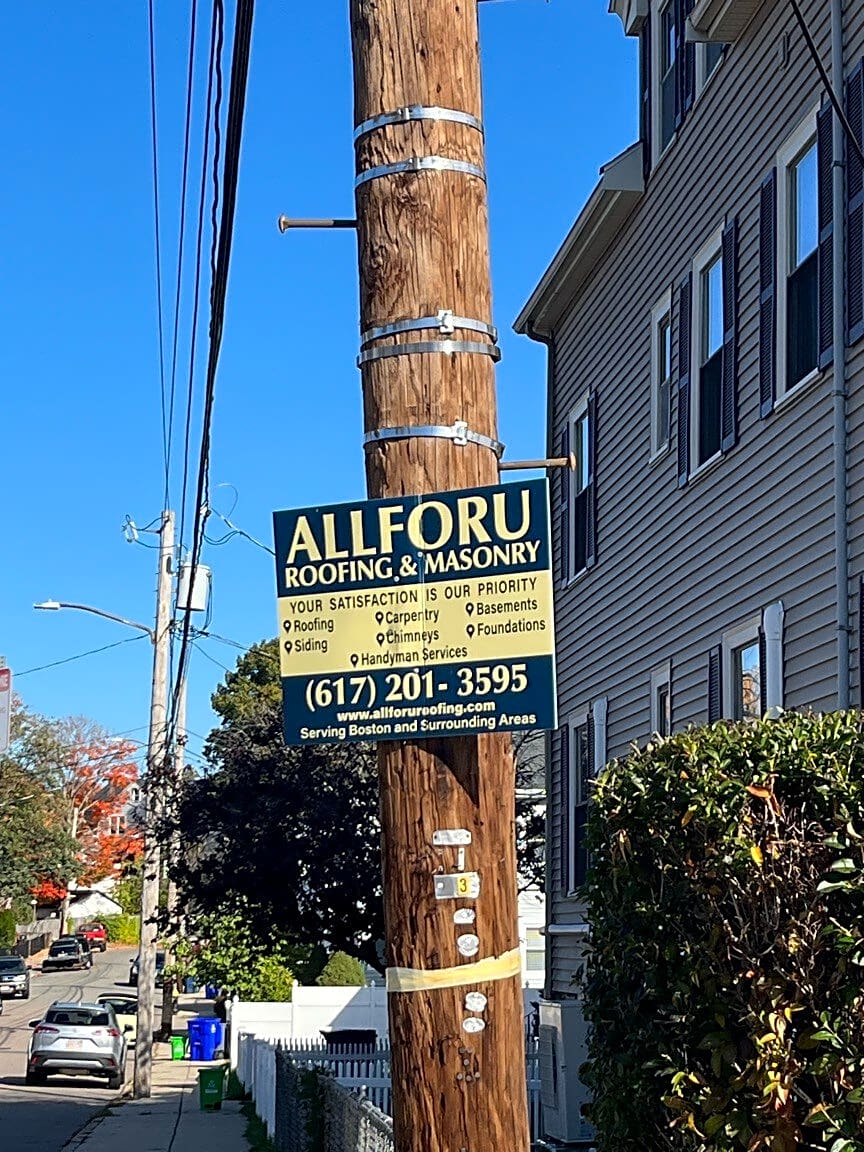 ALLFORU
ROOFING & MASONRY
YOUR SATISFACTION IS OUR PRIORITY
Roofing Carpentry Basements
Siding Chimneys Foundations
Handyman Services
(617) 201- 3595
www.allforuroofing.com
Serving Boston and Surrounding Areas
3